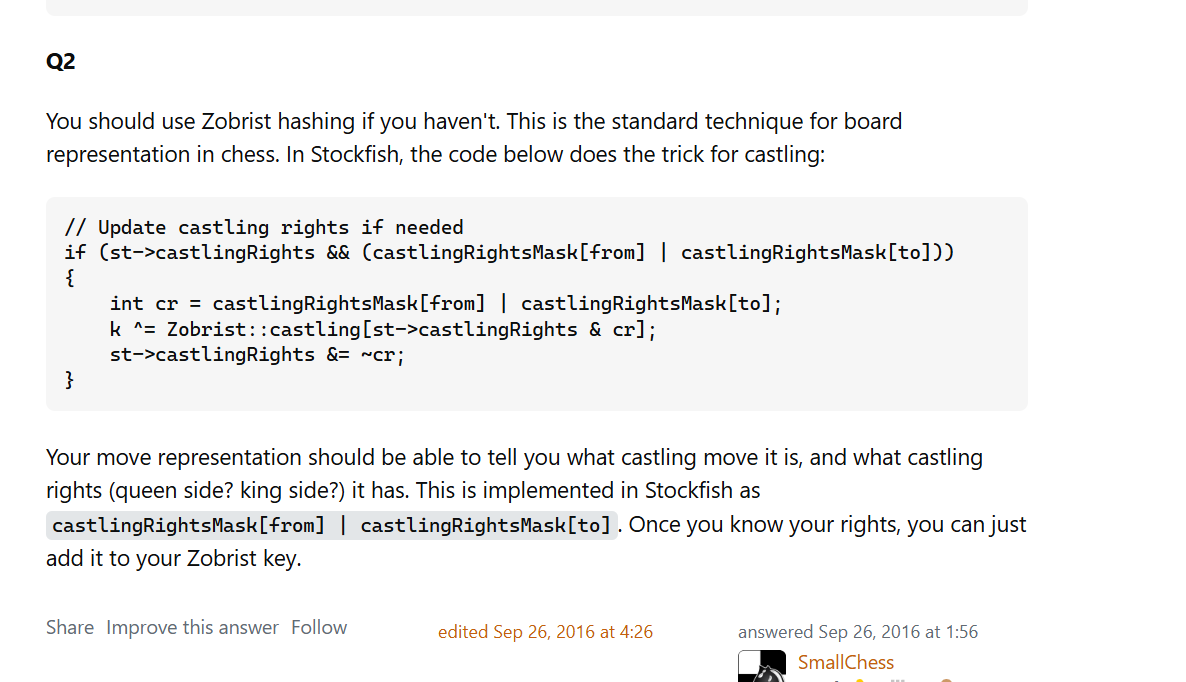 Q2
You should use Zobrist hashing if you haven't. This is the standard technique for board
representation in chess. In Stockfish, the code below does the trick for castling:
// Update castling rights if needed
if (st->castlingRights && (castlingRightsMask[from] | castlingRightsMask[to]))
{
    int cr = castlingRightsMask[from] | castlingRightsMask[to];
    k ^= Zobrist::castling[st->castlingRights & cr];
    st->castlingRights &= ~cr;
}
Your move representation should be able to tell you what castling move it is, and what castling
rights (queen side? king side?) it has. This is implemented in Stockfish as
castlingRightsMask[from] | castlingRightsMask[to]. Once you know your rights, you can just
add it to your Zobrist key.
Share Improve this answer Follow
edited Sep 26, 2016 at 4:26
answered Sep 26, 2016 at 1:56
SmallChess